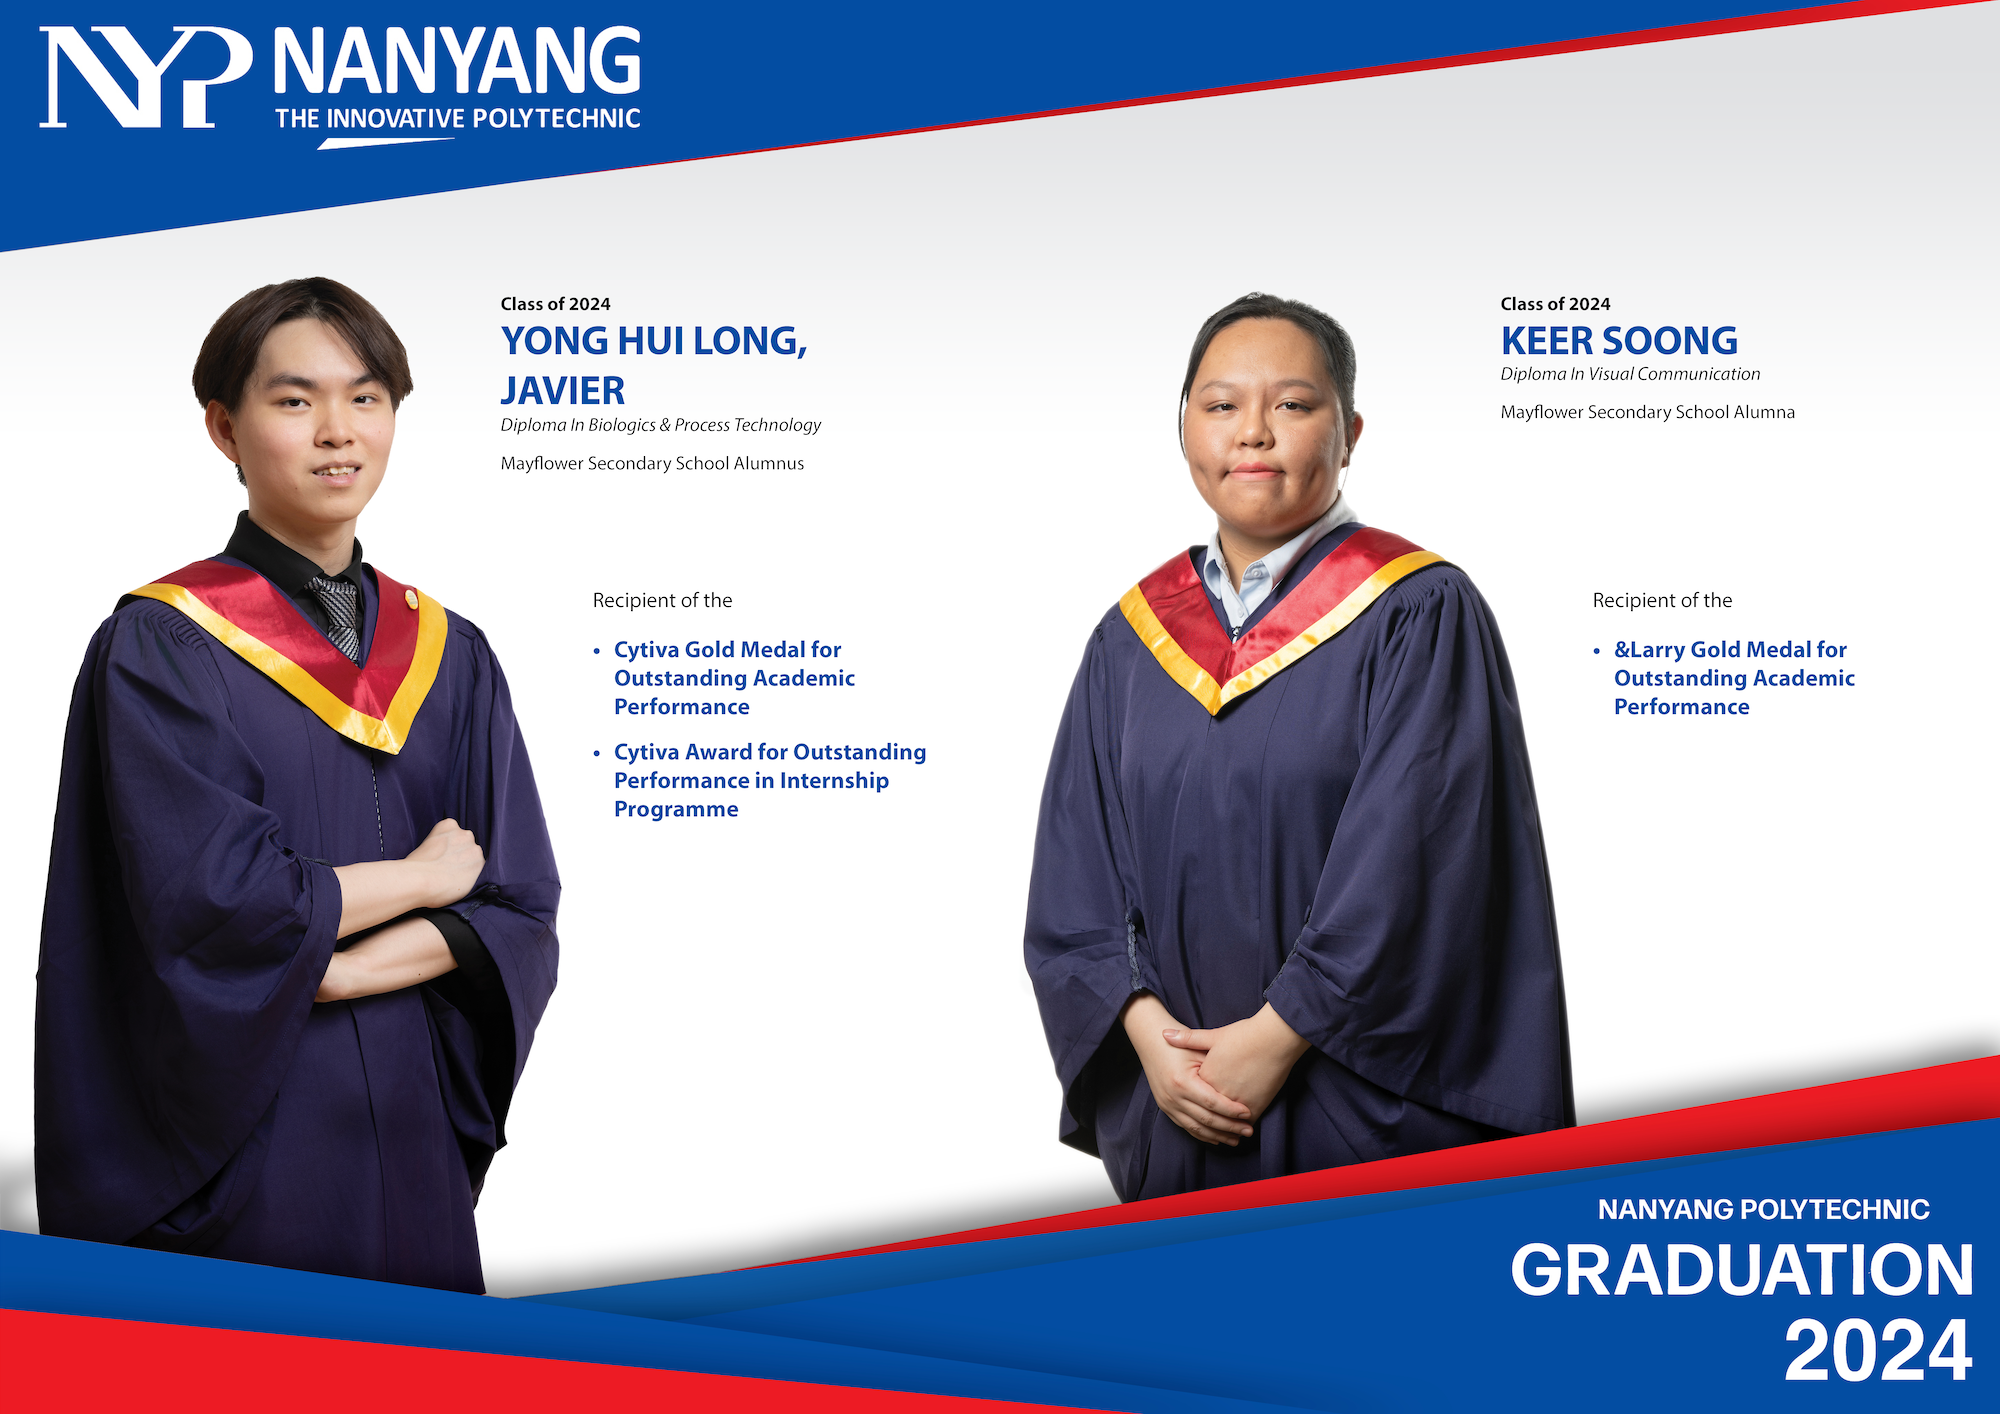 NYP NANYANG
THE INNOVATIVE POLYTECHNIC
Class of 2024
YONG HUI LONG,
JAVIER
Diploma In Biologics & Process Technology
Mayflower Secondary School Alumnus
Recipient of the
• Cytiva Gold Medal for
Outstanding Academic
Performance
• Cytiva Award for Outstanding
Performance in Internship
Programme
Class of 2024
KEER SOONG
Diploma In Visual Communication
Mayflower Secondary School Alumna
Recipient of the
• &Larry Gold Medal for
Outstanding Academic
Performance
NANYANG POLYTECHNIC
GRADUATION
2024